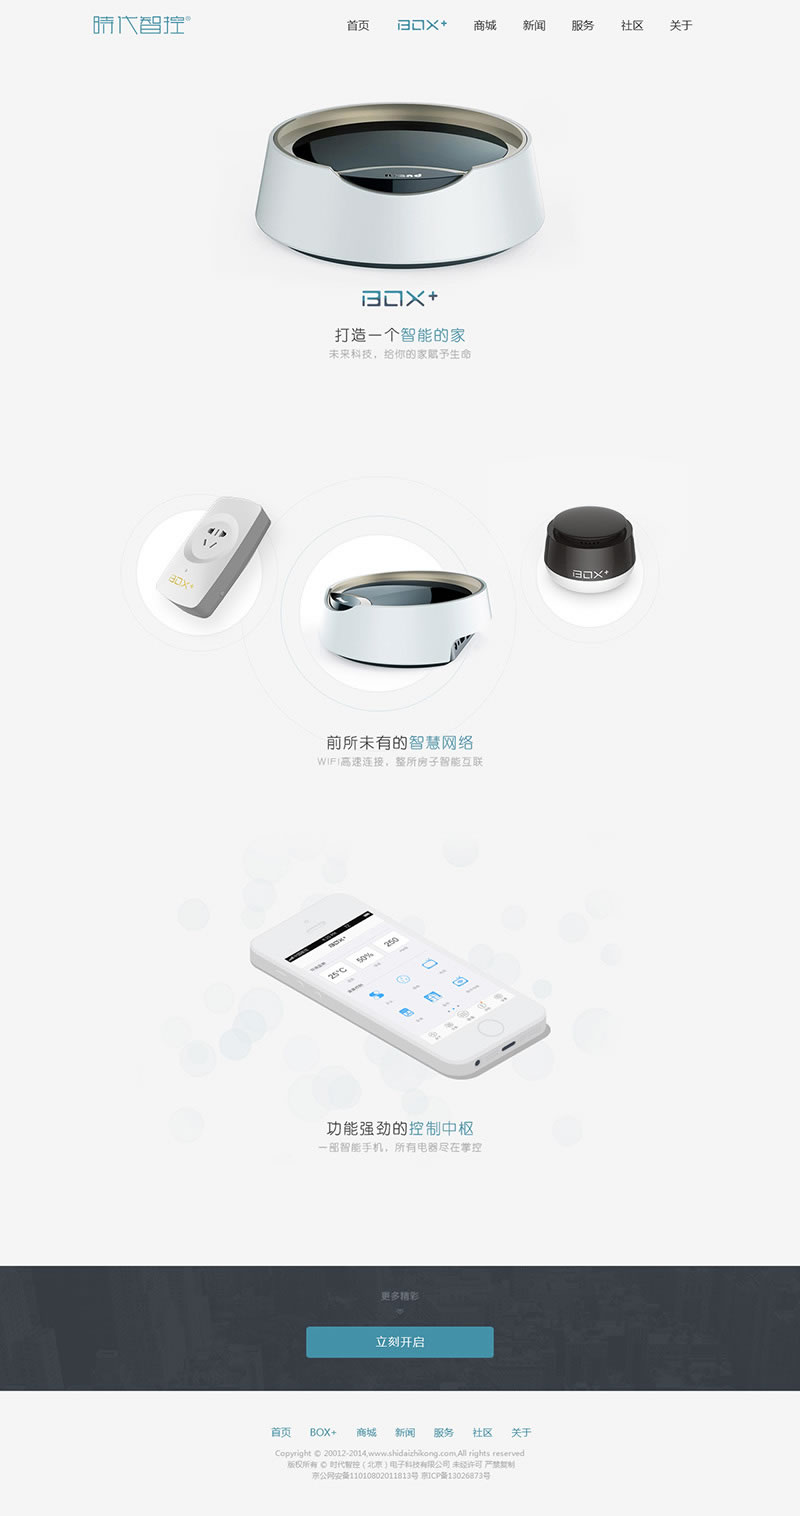 時代智控®
首页 BOX+ 商城 新闻 服务 社区 关于
BOX+
打造一个智能的家
未来科技，给你的家赋予生命
BOX+
BOX+
前所未有的智慧网络
WIFI高速连接，整所房子智能互联
BOX+
25°C 50% 250
功能强劲的控制中枢
一部智能手机，所有电器尽在掌控
更多精彩
立刻开启
首页 BOX+ 商城 新闻 服务 社区 关于
Copyright © 20012-2014,www.shidaizhikong.com,All rights reserved
版权所有 © 时代智控（北京）电子科技有限公司 未经许可 严禁复制
京公网安备11010802011813号 京ICP备13026873号